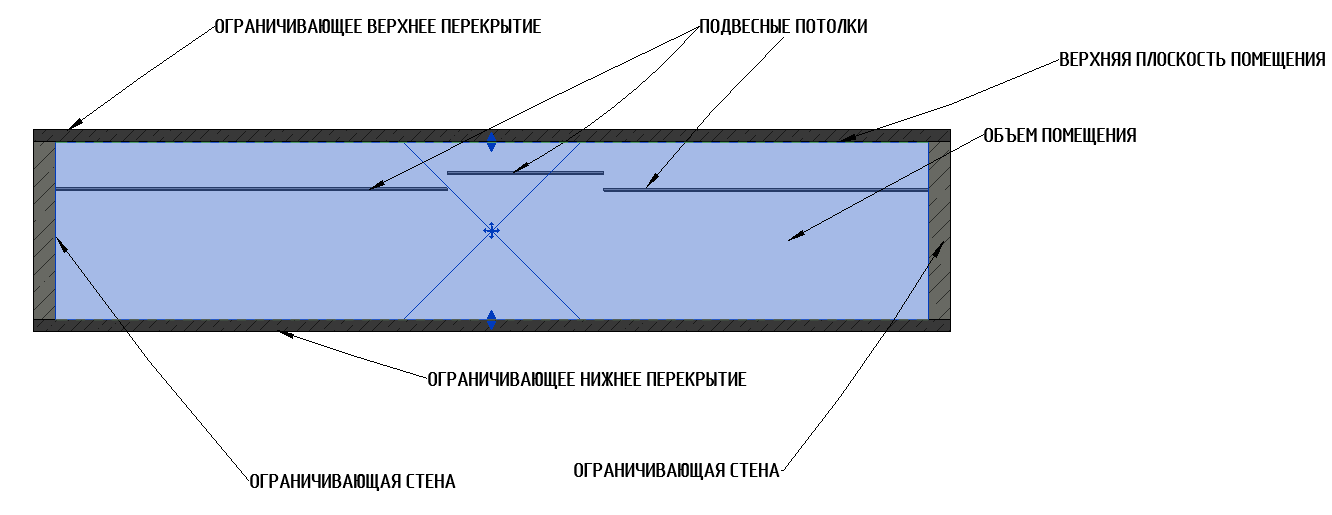 ОГРАНИЧИВАЮЩЕЕ ВЕРХНЕЕ ПЕРЕКРЫТИЕ
ПОДВЕСНЫЕ ПОТОЛКИ
ВЕРХНЯЯ ПЛОСКОСТЬ ПОМЕЩЕНИЯ
ОБЪЕМ ПОМЕЩЕНИЯ
ОГРАНИЧИВАЮЩЕЕ НИЖНЕЕ ПЕРЕКРЫТИЕ
ОГРАНИЧИВАЮЩАЯ СТЕНА
ОГРАНИЧИВАЮЩАЯ СТЕНА